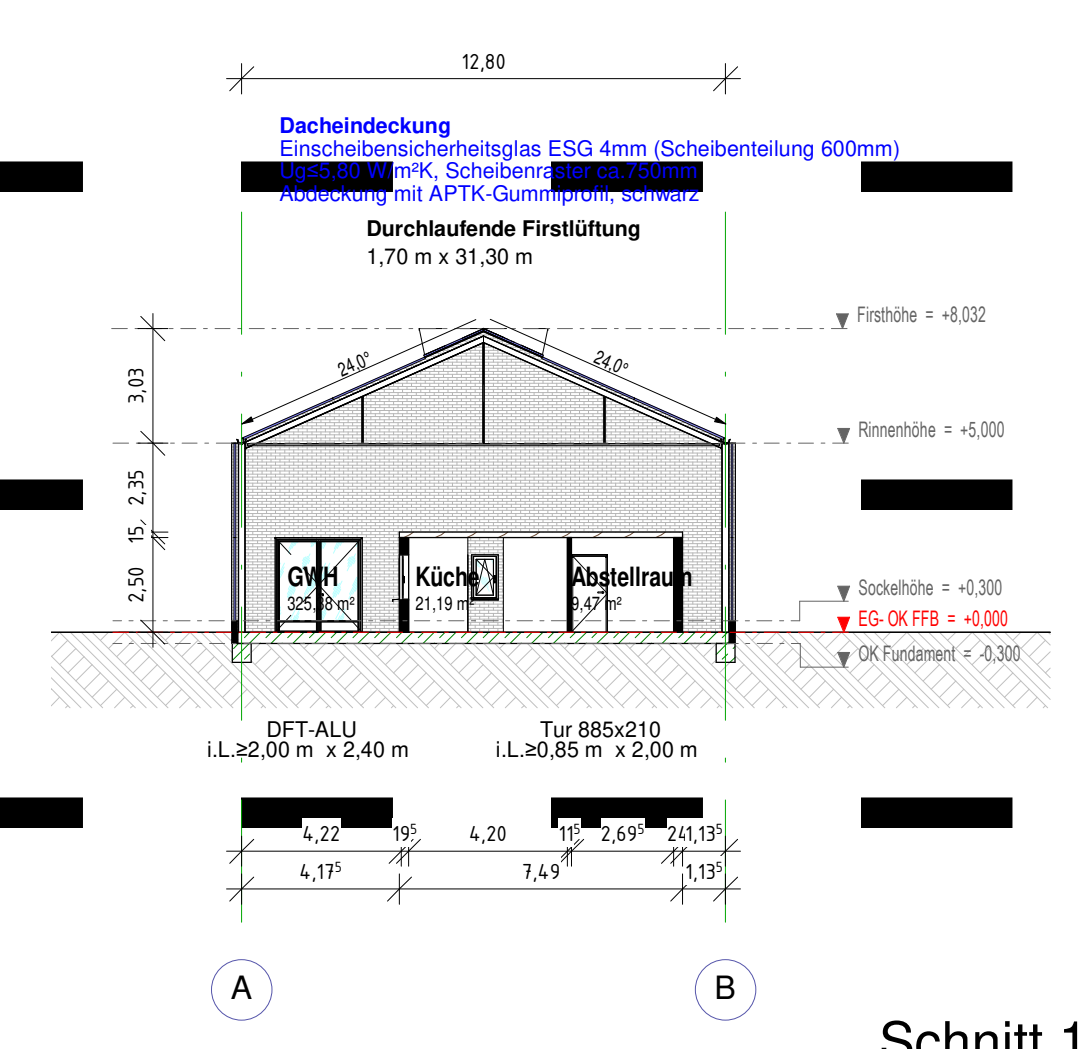 12,80
Dacheindeckung
Einscheibensicherheitsglas ESG 4mm (Scheibenteilung 600mm)
Ug≤5,80 W/m²K, Scheibenraster ca.750mm
Abdeckung mit APTK-Gummiprofil, schwarz
Durchlaufende Firstlüftung
1,70 m x 31,30 m
Firsthöhe = +8,032
24,0°
24,0°
3,03
Rinnenhöhe = +5,000
2,35
15
2,50
GWH
325,38 m²
Küche
21,19 m²
Abstellraum
9,47 m²
Sockelhöhe = +0,300
EG- OK FFB = +0,000
OK Fundament = -0,300
DFT-ALU
i.L.≥2,00 m x 2,40 m
Tur 885x210
i.L.≥0,85 m x 2,00 m
4,22 19⁵ 4,20 11⁵ 2,69⁵ 24 1,13⁵
4,17⁵ 7,49 1,13⁵
A
B
Schnitt 1